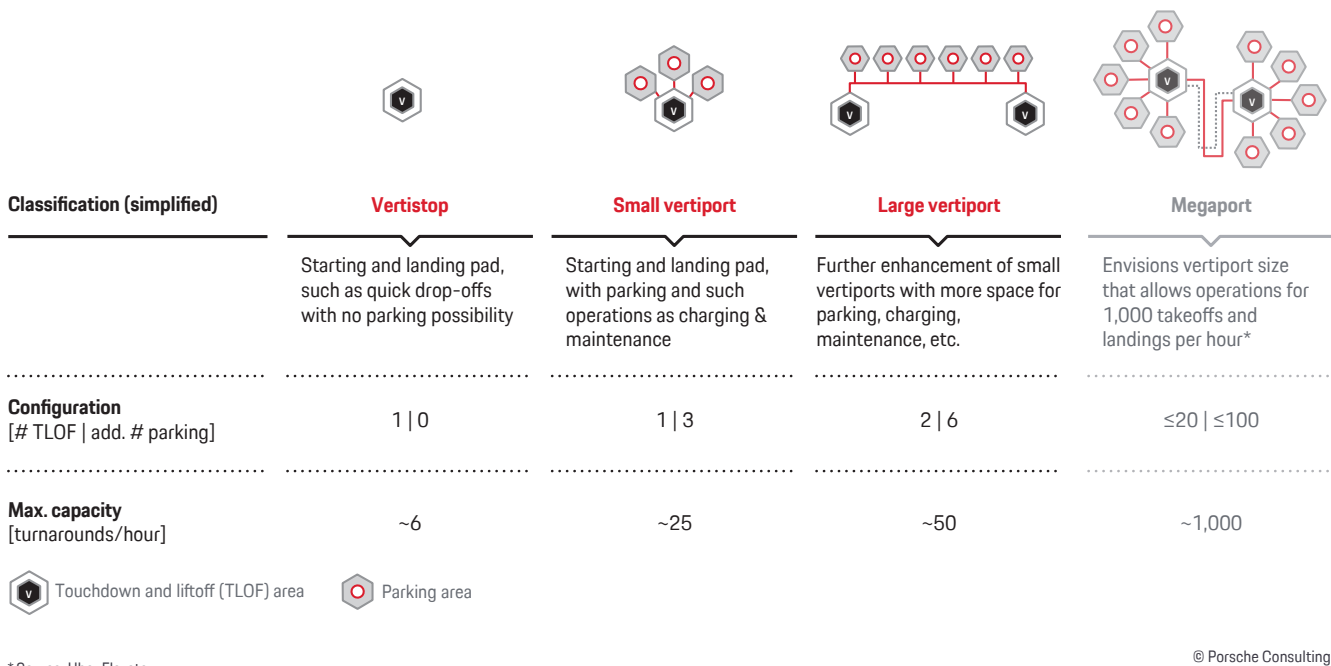 Classification (simplified)
Vertistop
Small vertiport
Large vertiport
Megaport
Starting and landing pad,
such as quick drop-offs
with no parking possibility
Starting and landing pad,
with parking and such
operations as charging &
maintenance
Further enhancement of small
vertiports with more space for
parking, charging,
maintenance, etc.
Envisions vertiport size
that allows operations for
1,000 takeoffs and
landings per hour*
Configuration
[# TLOF | add. # parking]
1 | 0
1 | 3
2 | 6
≤20 | ≤100
Max. capacity
[turnarounds/hour]
~6
~25
~50
~1,000
V
Touchdown and liftoff (TLOF) area
Parking area
© Porsche Consulting